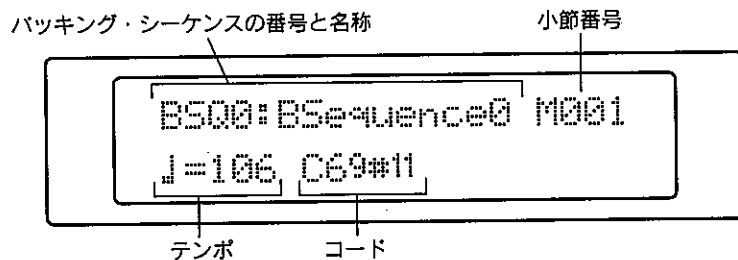 バッキング・シーケンスの番号と名称 小節番号
BSQ0:BSequence0 M001
♩=106 C69#11
テンポ コード